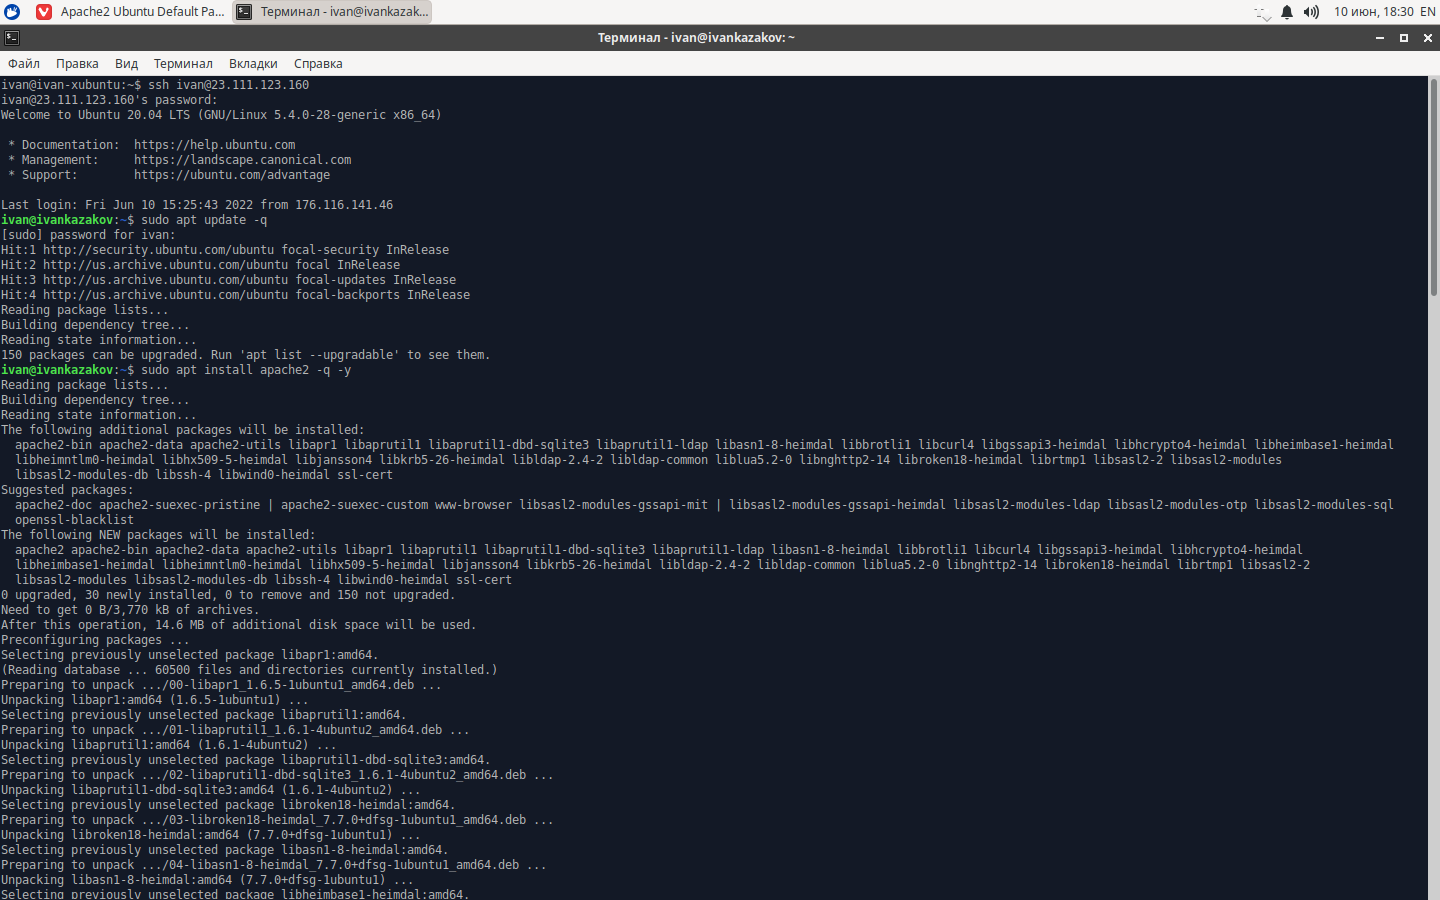 Apache2 Ubuntu Default Pa...
Терминал - ivan@ivankazak...
10 июн, 18:30 EN
Терминал - ivan@ivankazakov: ~
Файл Правка Вид Терминал Вкладки Справка
ivan@ivan-xubuntu:~$ ssh ivan@23.111.123.160
ivan@23.111.123.160's password:
Welcome to Ubuntu 20.04 LTS (GNU/Linux 5.4.0-28-generic x86_64)
* Documentation:  https://help.ubuntu.com
* Management:     https://landscape.canonical.com
* Support:        https://ubuntu.com/advantage
Last login: Fri Jun 10 15:25:43 2022 from 176.116.141.46
ivan@ivankazakov:~$ sudo apt update -q
[sudo] password for ivan:
Hit:1 http://security.ubuntu.com/ubuntu focal-security InRelease
Hit:2 http://us.archive.ubuntu.com/ubuntu focal InRelease
Hit:3 http://us.archive.ubuntu.com/ubuntu focal-updates InRelease
Hit:4 http://us.archive.ubuntu.com/ubuntu focal-backports InRelease
Reading package lists...
Building dependency tree...
Reading state information...
150 packages can be upgraded. Run 'apt list --upgradable' to see them.
ivan@ivankazakov:~$ sudo apt install apache2 -q -y
Reading package lists...
Building dependency tree...
Reading state information...
The following additional packages will be installed:
apache2-bin apache2-data apache2-utils libapr1 libaprutil1 libaprutil1-dbd-sqlite3 libaprutil1-ldap libasn1-8-heimdal libbrotli1 libcurl4 libgssapi3-heimdal libhcrypto4-heimdal libheimbase1-heimdal
libheimntlm0-heimdal libhx509-5-heimdal libjansson4 libkrb5-26-heimdal libldap-2.4-2 libldap-common liblua5.2-0 libnghttp2-14 libroken18-heimdal librtmp1 libsasl2-2 libsasl2-modules
libsasl2-modules-db libssh-4 libwind0-heimdal ssl-cert
Suggested packages:
apache2-doc apache2-suexec-pristine | apache2-suexec-custom www-browser libsasl2-modules-gssapi-mit | libsasl2-modules-gssapi-heimdal libsasl2-modules-ldap libsasl2-modules-otp libsasl2-modules-sql
openssl-blacklist
The following NEW packages will be installed:
apache2 apache2-bin apache2-data apache2-utils libapr1 libaprutil1 libaprutil1-dbd-sqlite3 libaprutil1-ldap libasn1-8-heimdal libbrotli1 libcurl4 libgssapi3-heimdal libhcrypto4-heimdal
libheimbase1-heimdal libheimntlm0-heimdal libhx509-5-heimdal libjansson4 libkrb5-26-heimdal libldap-2.4-2 libldap-common liblua5.2-0 libnghttp2-14 libroken18-heimdal librtmp1 libsasl2-2
libsasl2-modules libsasl2-modules-db libssh-4 libwind0-heimdal ssl-cert
0 upgraded, 30 newly installed, 0 to remove and 150 not upgraded.
Need to get 0 B/3,770 kB of archives.
After this operation, 14.6 MB of additional disk space will be used.
Preconfiguring packages ...
Selecting previously unselected package libapr1:amd64.
(Reading database ... 60500 files and directories currently installed.)
Preparing to unpack .../00-libapr1_1.6.5-1ubuntu1_amd64.deb ...
Unpacking libapr1:amd64 (1.6.5-1ubuntu1) ...
Selecting previously unselected package libaprutil1:amd64.
Preparing to unpack .../01-libaprutil1_1.6.1-4ubuntu2_amd64.deb ...
Unpacking libaprutil1:amd64 (1.6.1-4ubuntu2) ...
Selecting previously unselected package libaprutil1-dbd-sqlite3:amd64.
Preparing to unpack .../02-libaprutil1-dbd-sqlite3_1.6.1-4ubuntu2_amd64.deb ...
Unpacking libaprutil1-dbd-sqlite3:amd64 (1.6.1-4ubuntu2) ...
Selecting previously unselected package libroken18-heimdal:amd64.
Preparing to unpack .../03-libroken18-heimdal_7.7.0+dfsg-1ubuntu1_amd64.deb ...
Unpacking libroken18-heimdal:amd64 (7.7.0+dfsg-1ubuntu1) ...
Selecting previously unselected package libasn1-8-heimdal:amd64.
Preparing to unpack .../04-libasn1-8-heimdal_7.7.0+dfsg-1ubuntu1_amd64.deb ...
Unpacking libasn1-8-heimdal:amd64 (7.7.0+dfsg-1ubuntu1) ...
Selecting previously unselected package libheimbase1-heimdal:amd64.